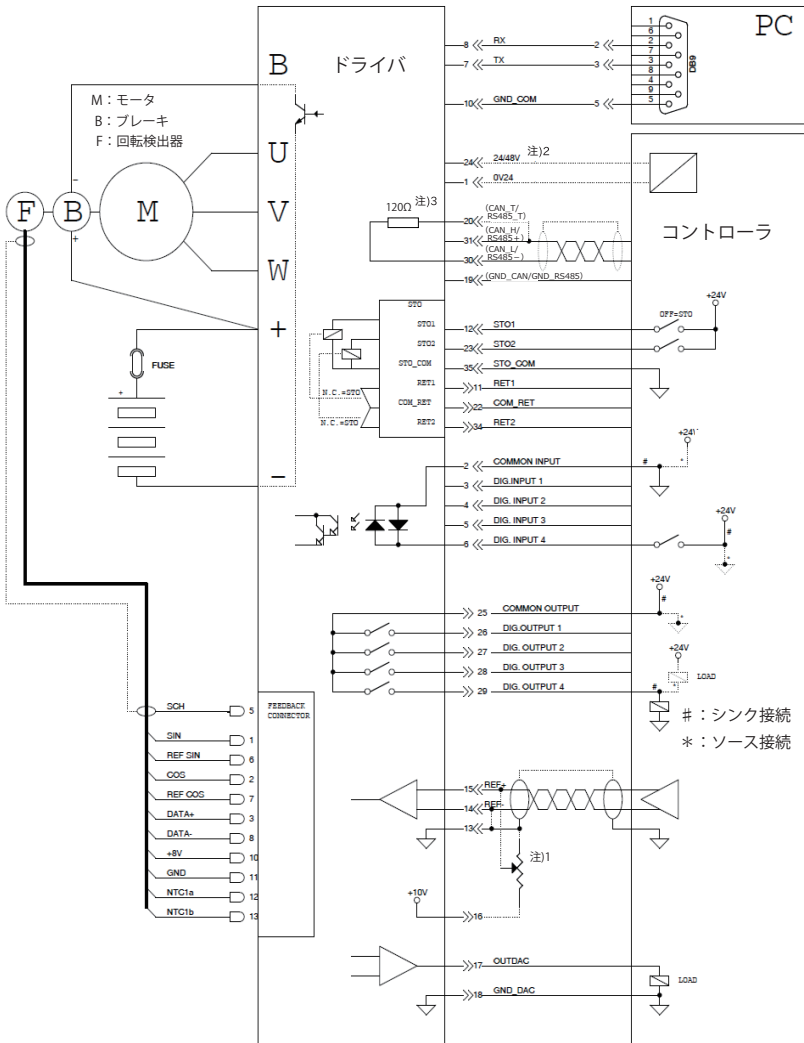 PC
DB9
1
6
2
7
3
8
4
9
5
ドライバ
8 RX 2
7 TX 3
10 GND_COM 5
B
M：モータ
B：ブレーキ
F：回転検出器
U
V
W
+
−
F
B
M
−
+
FUSE
+
24 24/48V 注)2
1 0V24
コントローラ
120Ω 注)3
20 (CAN_T/
RS485_T)
31 (CAN_H/
RS485+)
30 (CAN_L/
RS485−)
19 (GND_CAN/GND_RS485)
+24V
OFF=STO
STO
STO1 12 STO1
STO2 23 STO2
STO_COM 35 STO_COM
RET1 11 RET1
N.C.=STO
COM_RET 22 COM_RET
N.C.=STO
RET2 34 RET2
+24V
2 COMMON INPUT # *
3 DIG.INPUT 1
4 DIG. INPUT 2
5 DIG. INPUT 3
6 DIG. INPUT 4
+24V
#
*
+24V
#
25 COMMON OUTPUT *
26 DIG.OUTPUT 1
27 DIG. OUTPUT 2
28 DIG. OUTPUT 3
29 DIG. OUTPUT 4
+24V
LOAD
# *
#：シンク接続
*：ソース接続
FEEDBACK
CONNECTOR
SCH 5
SIN 1
REF SIN 6
COS 2
REF COS 7
DATA+ 3
DATA- 8
+8V 10
GND 11
NTC1a 12
NTC1b 13
15 REF+
14 REF-
13
注)1
+10V
16
17 OUTDAC
LOAD
18 GND_DAC